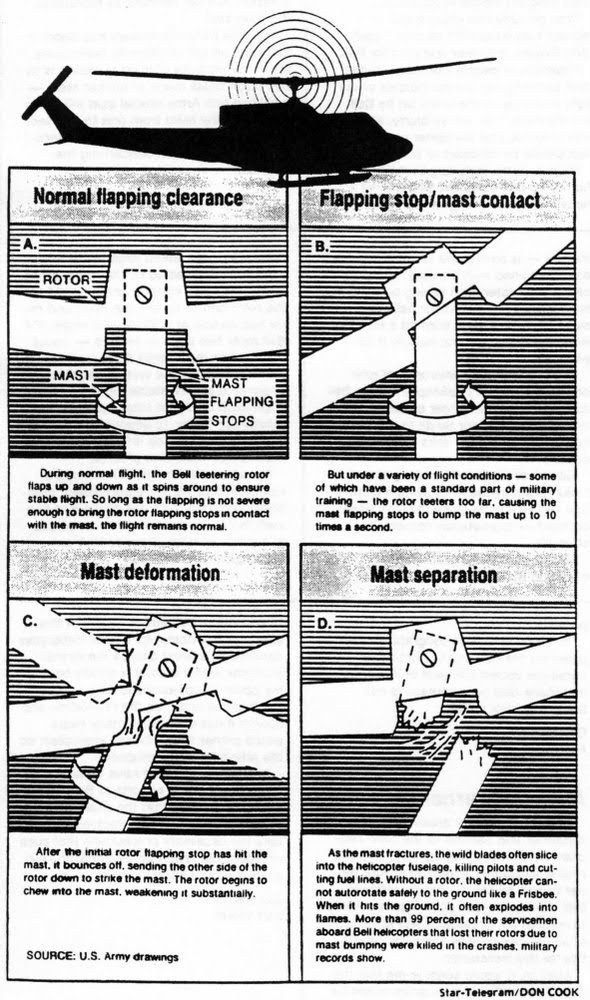 Normal flapping clearance
A.
ROTOR
MAST
MAST
FLAPPING
STOPS
During normal flight, the Bell teetering rotor
flaps up and down as it spins around to ensure
stable flight. So long as the flapping is not severe
enough to bring the rotor flapping stops in contact
with the mast, the flight remains normal.
Flapping stop/mast contact
B.
But under a variety of flight conditions — some
of which have been a standard part of military
training — the rotor teeters too far, causing the
mast flapping stops to bump the mast up to 10
times a second.
Mast deformation
C.
After the initial rotor flapping stop has hit the
mast, it bounces off, sending the other side of the
rotor down to strike the mast. The rotor begins to
chew into the mast, weakening it substantially.
SOURCE: U.S. Army drawings
Mast separation
D.
As the mast fractures, the wild blades often slice
into the helicopter fuselage, killing pilots and cut-
ting fuel lines. Without a rotor, the helicopter can-
not autorotate safely to the ground like a Frisbee.
When it hits the ground, it often explodes into
flames. More than 99 percent of the servicemen
aboard Bell helicopters that lost their rotors due to
mast bumping were killed in the crashes, military
records show.
Star-Telegram/DON COOK